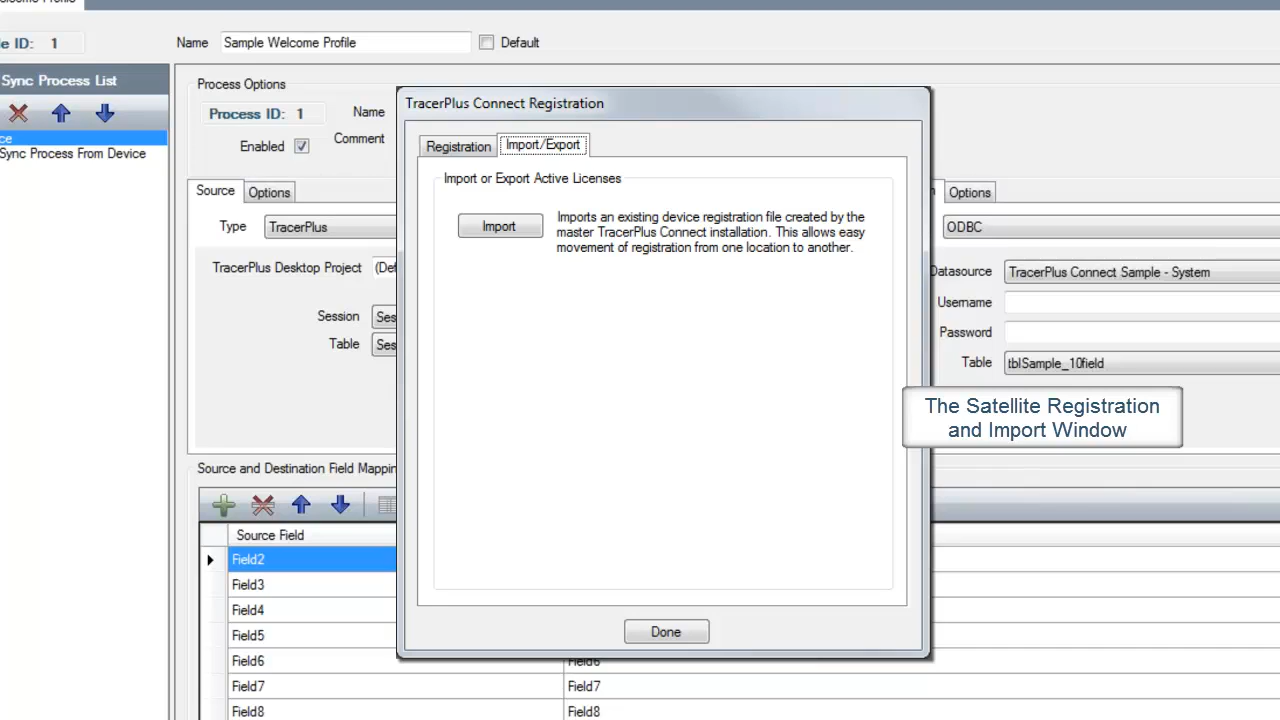 Name Sample Welcome Profile Default
ID: 1
Sync Process List
Sync Process From Device
Process Options
Process ID: 1 Name
Enabled Comment
Source Options
Type TracerPlus
TracerPlus Desktop Project
Session
Table
TracerPlus Connect Registration
Registration Import/Export
Import or Export Active Licenses
Import
Imports an existing device registration file created by the
master TracerPlus Connect installation. This allows easy
movement of registration from one location to another.
Done
Options
ODBC
Datasource TracerPlus Connect Sample - System
Username
Password
Table tblSample_10field
The Satellite Registration
and Import Window
Source and Destination Field Mappin
Source Field
Field2
Field3
Field4
Field5
Field6 Field6
Field7 Field7
Field8 Field8